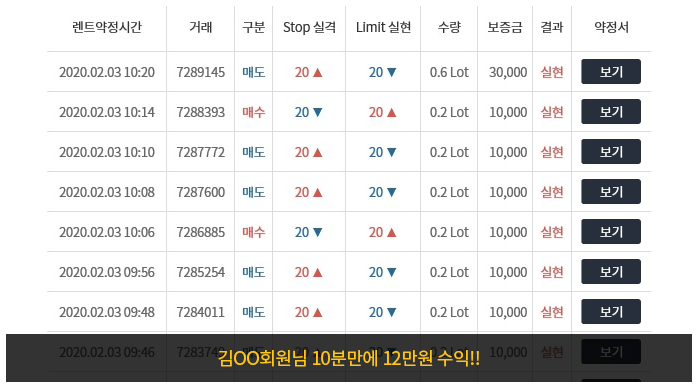 렌트약정시간 거래 구분 Stop 실격 Limit 실현 수량 보증금 결과 약정서
2020.02.03 10:20 7289145 매도 20 ▲ 20 ▼ 0.6 Lot 30,000 실현 보기
2020.02.03 10:14 7288393 매수 20 ▼ 20 ▲ 0.2 Lot 10,000 실현 보기
2020.02.03 10:10 7287772 매도 20 ▲ 20 ▼ 0.2 Lot 10,000 실현 보기
2020.02.03 10:08 7287600 매도 20 ▲ 20 ▼ 0.2 Lot 10,000 실현 보기
2020.02.03 10:06 7286885 매수 20 ▼ 20 ▲ 0.2 Lot 10,000 실현 보기
2020.02.03 09:56 7285254 매도 20 ▲ 20 ▼ 0.2 Lot 10,000 실현 보기
2020.02.03 09:48 7284011 매도 20 ▲ 20 ▼ 0.2 Lot 10,000 실현 보기
2020.02.03 09:46 매도 0.2 Lot 10,000 실현 보기
김OO회원님 10분만에 12만원 수익!!